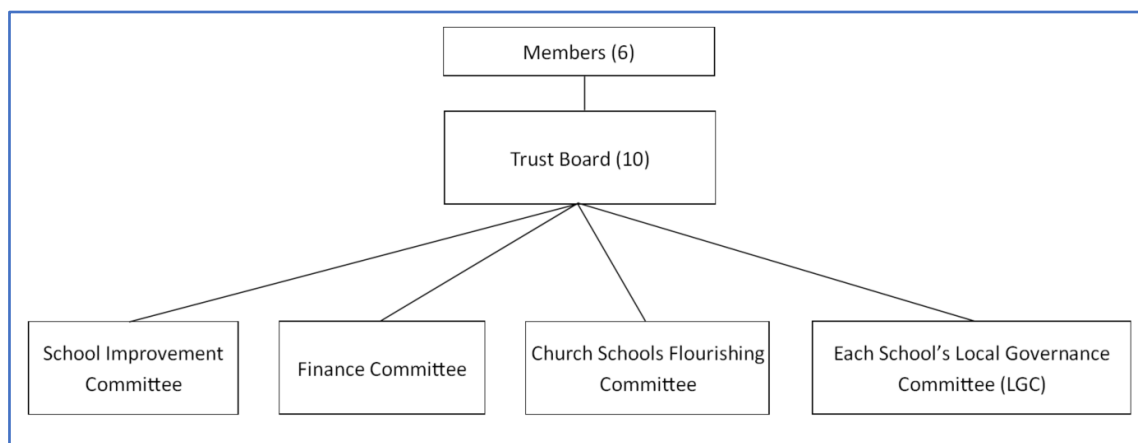 Members (6)
Trust Board (10)
School Improvement
Committee
Finance Committee
Church Schools Flourishing
Committee
Each School’s Local Governance
Committee (LGC)